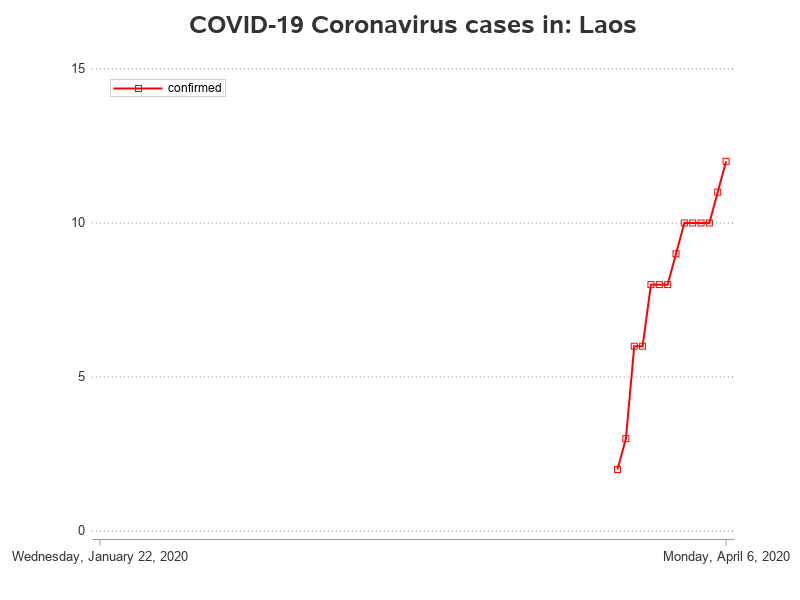 COVID-19 Coronavirus cases in: Laos
15
confirmed
10
5
0
Wednesday, January 22, 2020 Monday, April 6, 2020